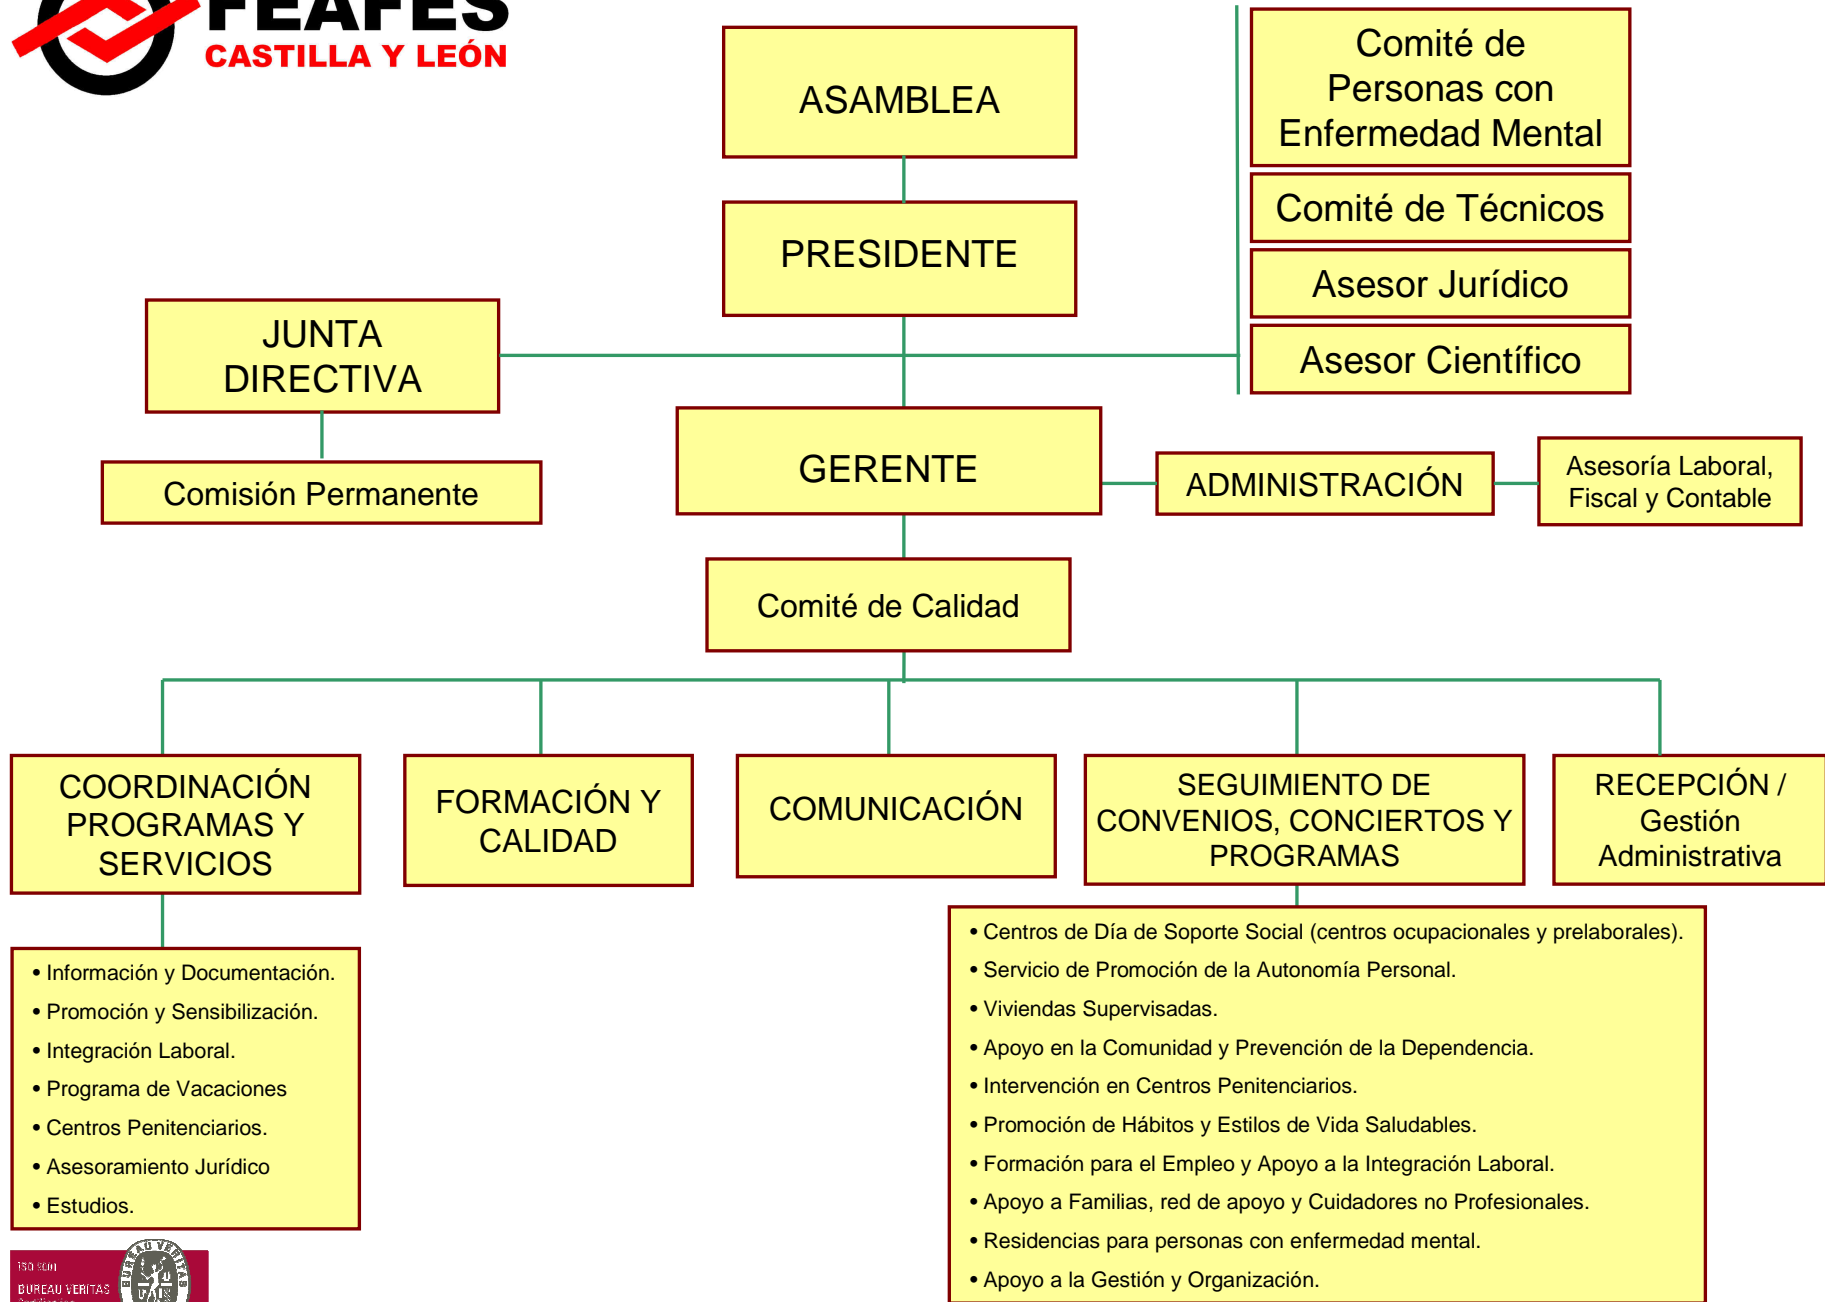 FEAFES
CASTILLA Y LEÓN
ASAMBLEA
Comité de
Personas con
Enfermedad Mental
Comité de Técnicos
PRESIDENTE
Asesor Jurídico
Asesor Científico
JUNTA
DIRECTIVA
Comisión Permanente
GERENTE
ADMINISTRACIÓN
Asesoría Laboral,
Fiscal y Contable
Comité de Calidad
COORDINACIÓN
PROGRAMAS Y
SERVICIOS
FORMACIÓN Y
CALIDAD
COMUNICACIÓN
SEGUIMIENTO DE
CONVENIOS, CONCIERTOS Y
PROGRAMAS
RECEPCIÓN /
Gestión
Administrativa
• Información y Documentación.
• Promoción y Sensibilización.
• Integración Laboral.
• Programa de Vacaciones
• Centros Penitenciarios.
• Asesoramiento Jurídico
• Estudios.
• Centros de Día de Soporte Social (centros ocupacionales y prelaborales).
• Servicio de Promoción de la Autonomía Personal.
• Viviendas Supervisadas.
• Apoyo en la Comunidad y Prevención de la Dependencia.
• Intervención en Centros Penitenciarios.
• Promoción de Hábitos y Estilos de Vida Saludables.
• Formación para el Empleo y Apoyo a la Integración Laboral.
• Apoyo a Familias, red de apoyo y Cuidadores no Profesionales.
• Residencias para personas con enfermedad mental.
• Apoyo a la Gestión y Organización.
ISO 9001
BUREAU VERITAS
BUREAU VERITAS